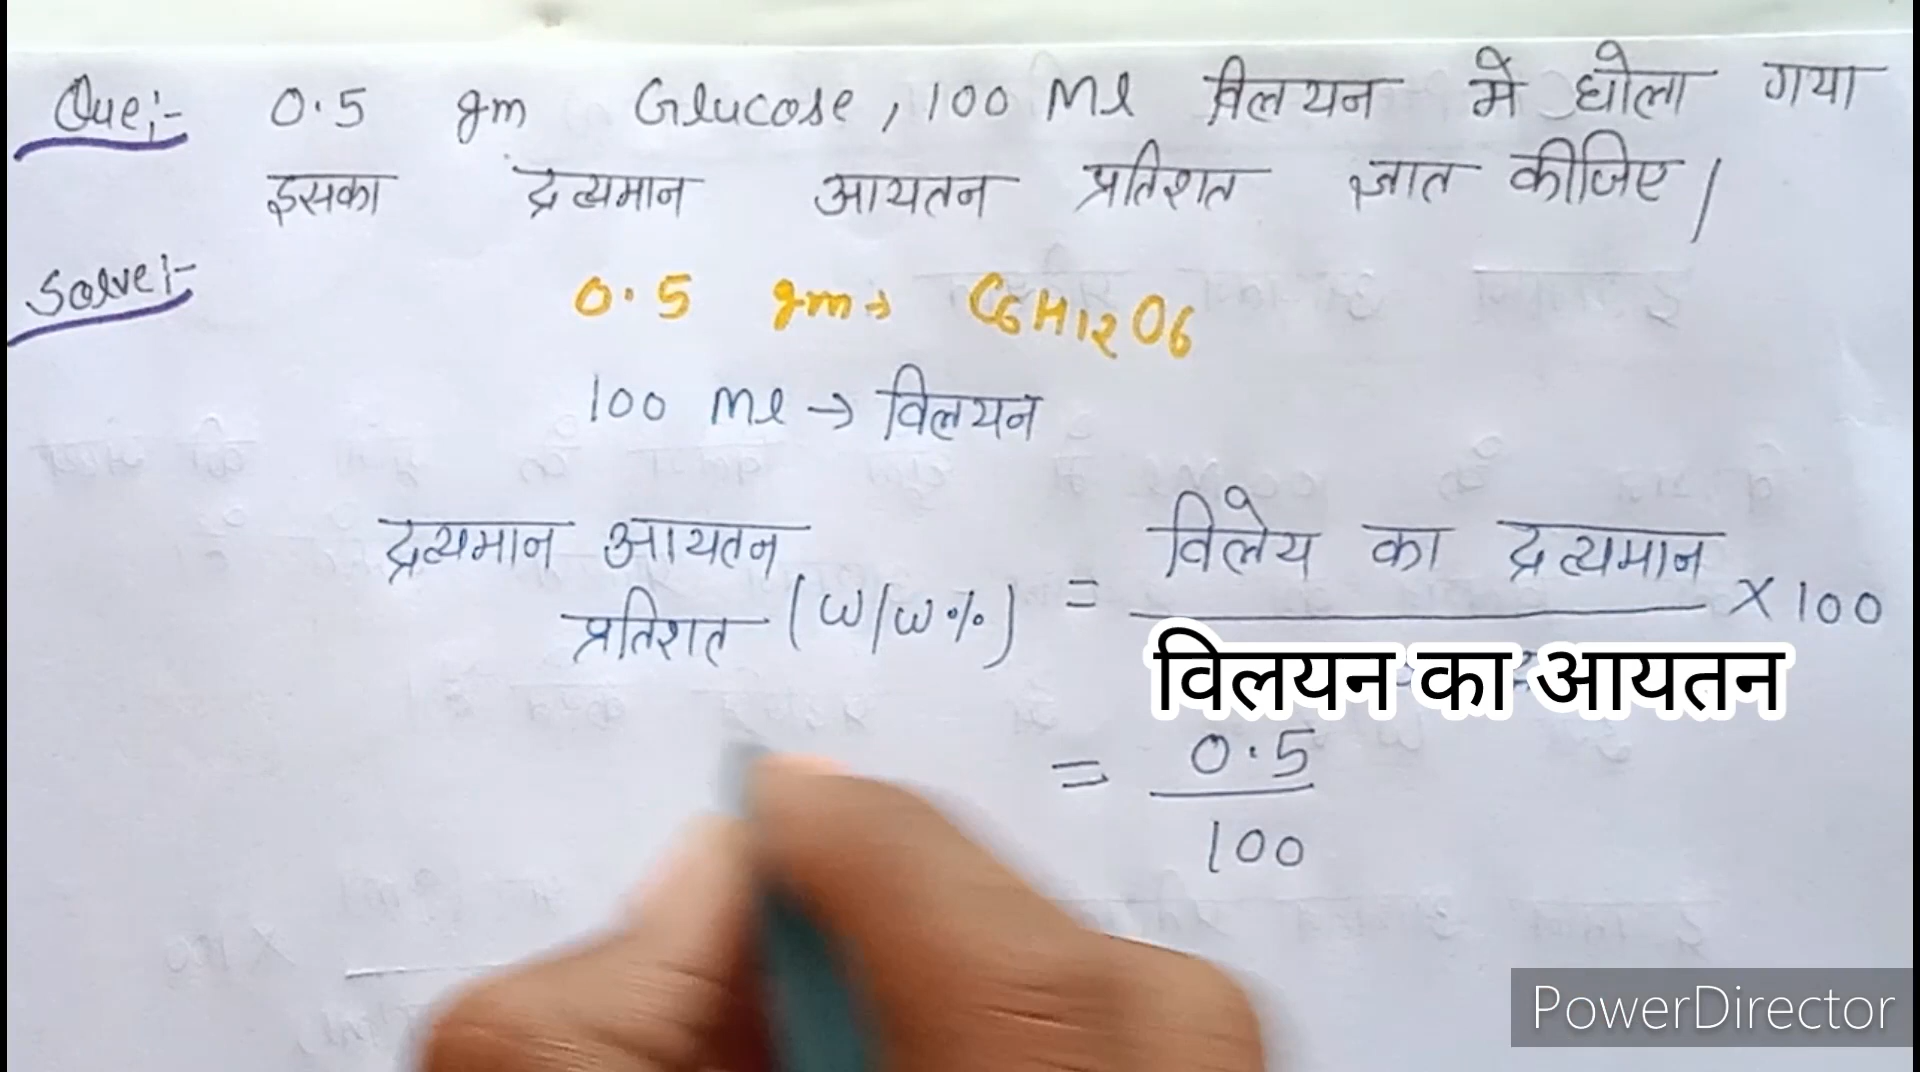 Que:- 0.5 gm Glucose, 100 Ml विलयन में घोला गया
इसका द्रव्यमान आयतन प्रतिशत ज्ञात कीजिए।
Solve:-
0.5 gm → C6H12O6
100 Ml → विलयन
द्रव्यमान आयतन
प्रतिशत (W/W%) = विलेय का द्रव्यमान × 100
विलयन का आयतन
= 0.5
100
PowerDirector